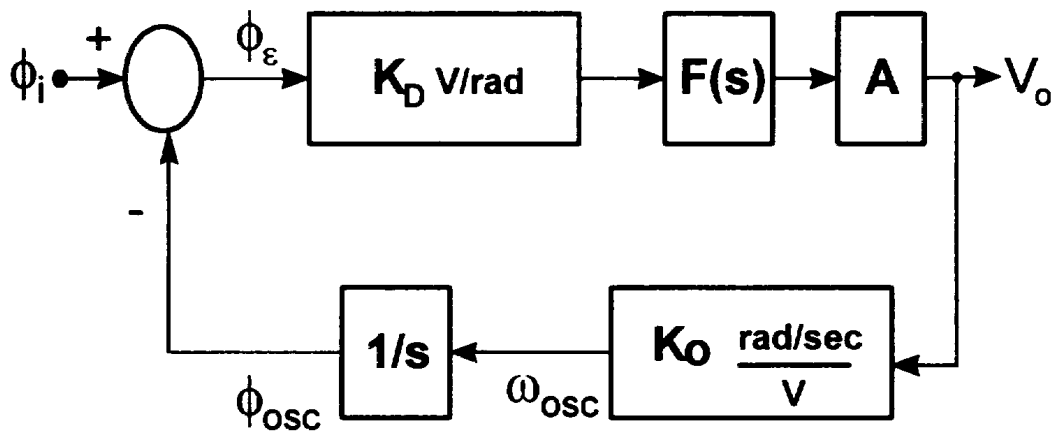 ϕi
+
-
ϕε
KD V/rad
F(s)
A
Vo
1/s
Ko rad/sec
V
ϕosc
ωosc